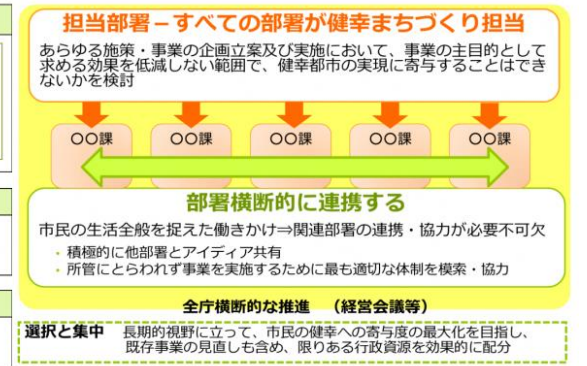 担当部署－すべての部署が健幸まちづくり担当
あらゆる施策・事業の企画立案及び実施において、事業の主目的として
求める効果を低減しない範囲で、健幸都市の実現に寄与することはでき
ないかを検討
〇〇課 〇〇課 〇〇課 〇〇課 〇〇課
部署横断的に連携する
市民の生活全般を捉えた働きかけ⇒関連部署の連携・協力が必要不可欠
・積極的に他部署とアイディア共有
・所管にとらわれず事業を実施するために最も適切な体制を模索・協力
全庁横断的な推進　（経営会議等）
選択と集中　長期的視野に立って、市民の健幸への寄与度の最大化を目指し、
既存事業の見直しも含め、限りある行政資源を効果的に配分